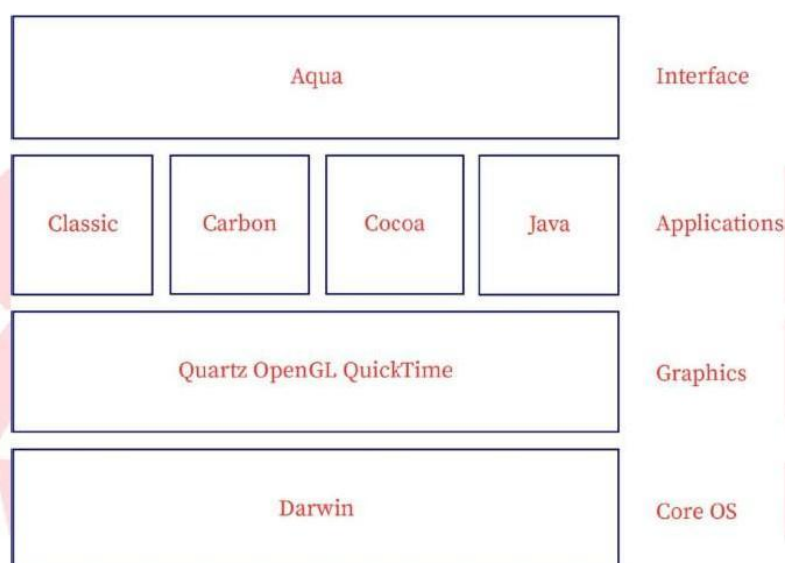 Aqua Interface
Classic Carbon Cocoa Java Applications
Quartz OpenGL QuickTime Graphics
Darwin Core OS